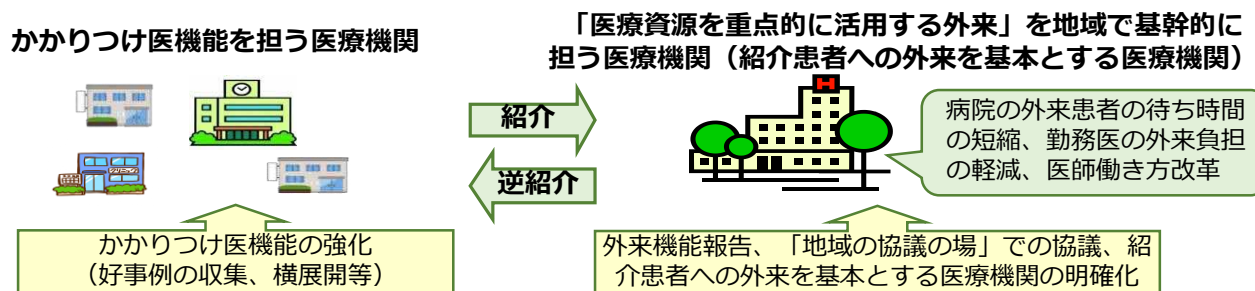 かかりつけ医機能を担う医療機関
「医療資源を重点的に活用する外来」を地域で基幹的に
担う医療機関（紹介患者への外来を基本とする医療機関）
紹介
逆紹介
H
病院の外来患者の待ち時間
の短縮、勤務医の外来負担
の軽減、医師働き方改革
かかりつけ医機能の強化
（好事例の収集、横展開等）
外来機能報告、「地域の協議の場」での協議、紹
介患者への外来を基本とする医療機関の明確化